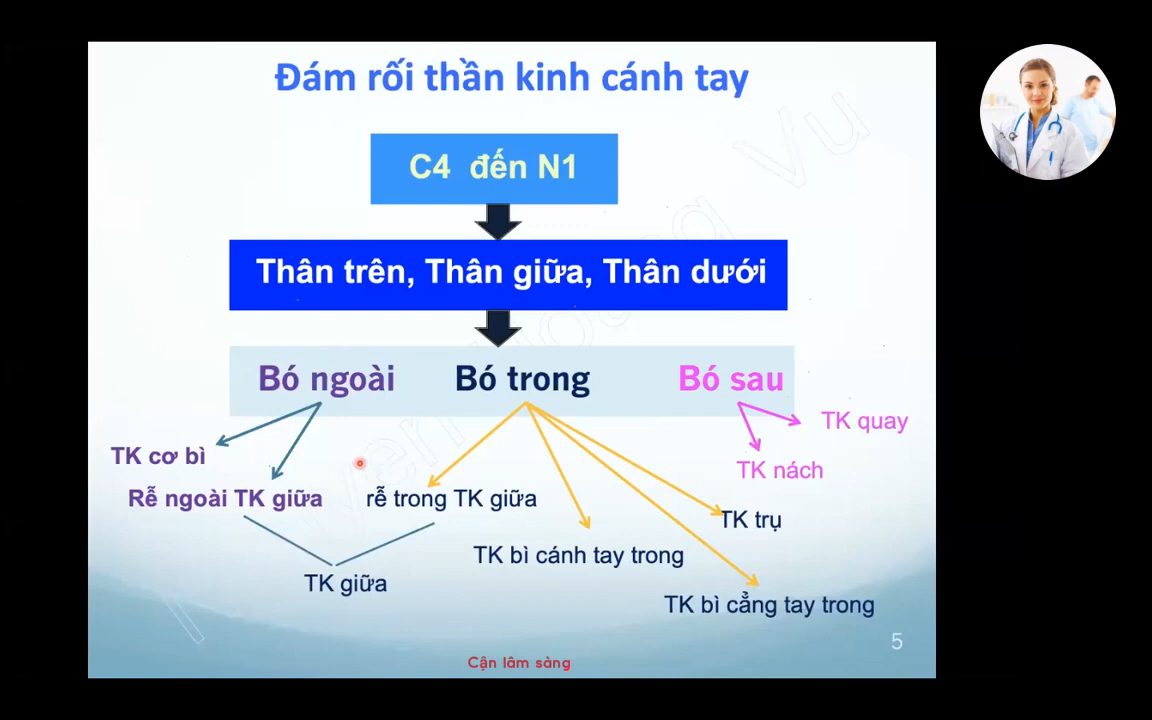 Đám rối thần kinh cánh tay
C4 đến N1
Thân trên, Thân giữa, Thân dưới
Bó ngoài
Bó trong
Bó sau
TK quay
TK cơ bì
TK nách
Rễ ngoài TK giữa
rễ trong TK giữa
TK trụ
TK bì cánh tay trong
TK giữa
TK bì cẳng tay trong
5
Cận lâm sàng